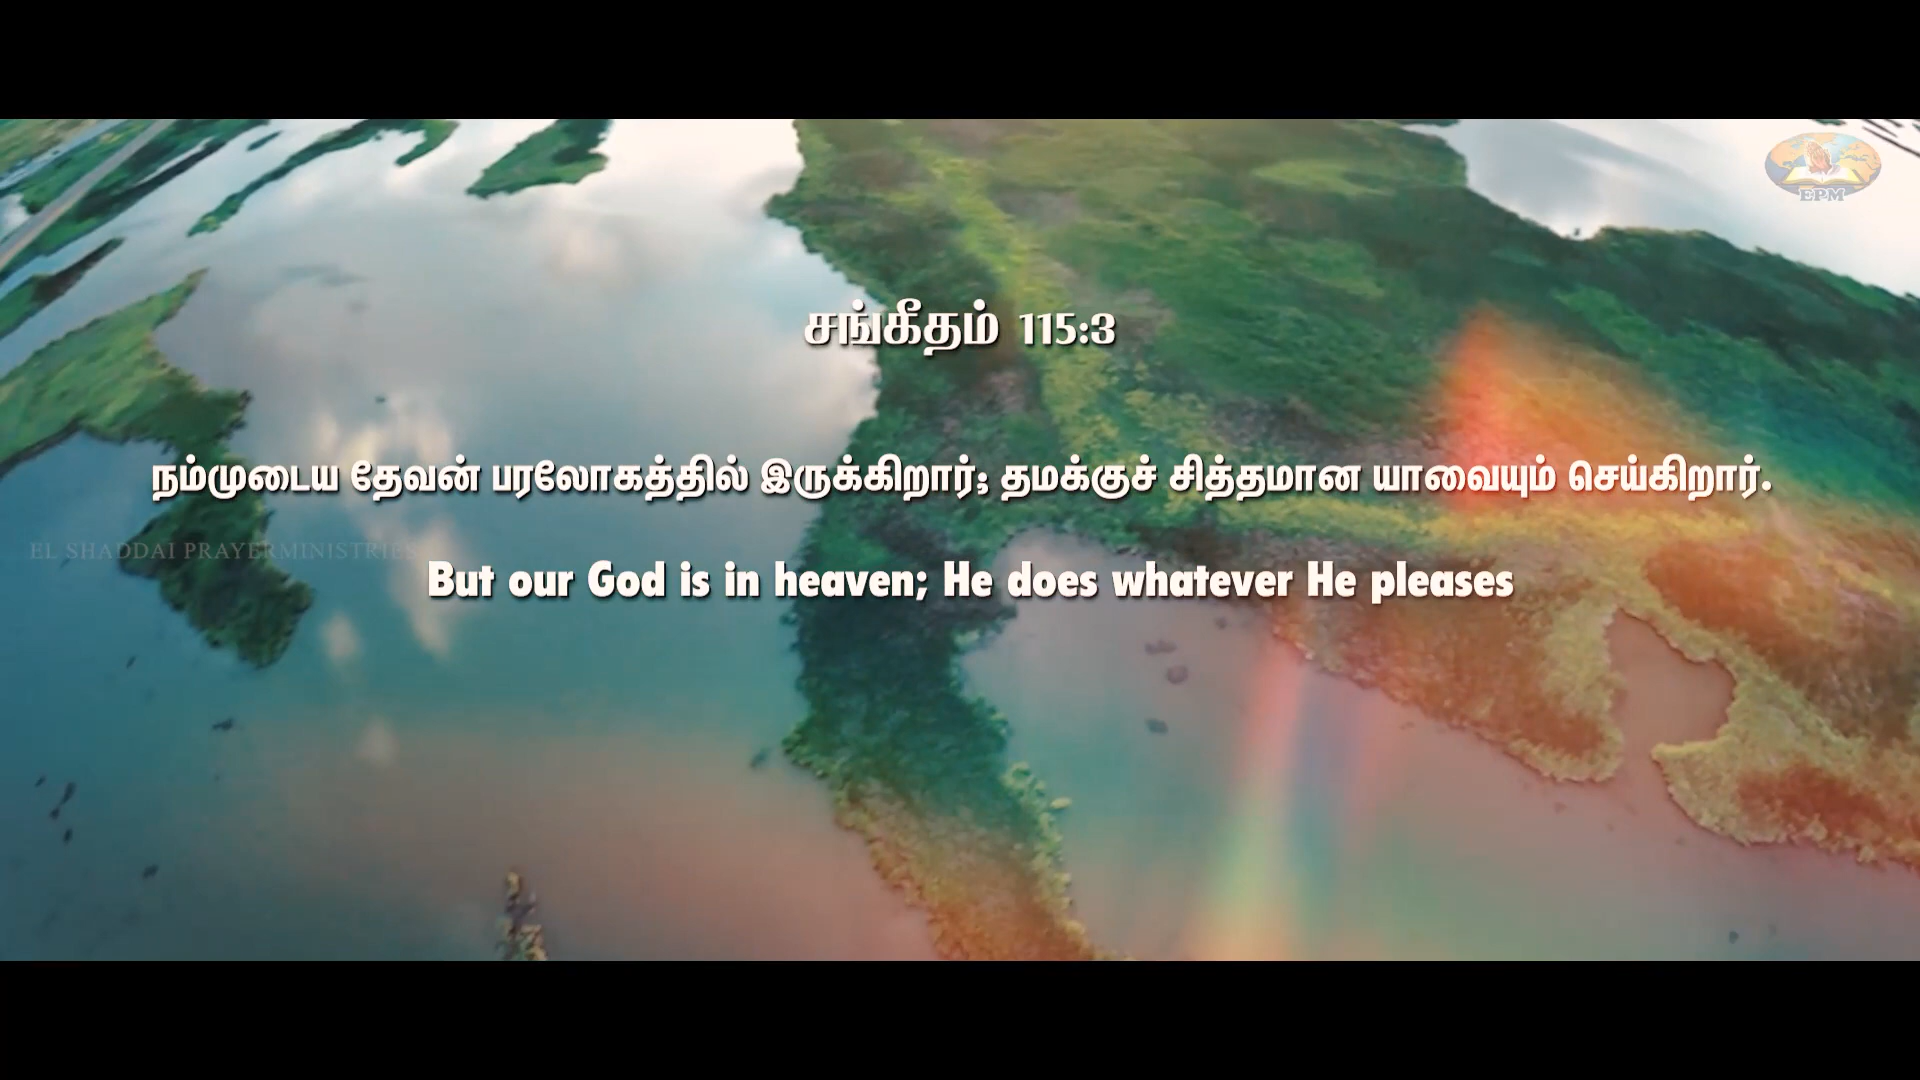 EPM
சங்கீதம் 115:3
நம்முடைய தேவன் பரலோகத்தில் இருக்கிறார்; தமக்குச் சித்தமான யாவையும் செய்கிறார்.
EL SHADDAI PRAYERMINISTRIES
But our God is in heaven; He does whatever He pleases